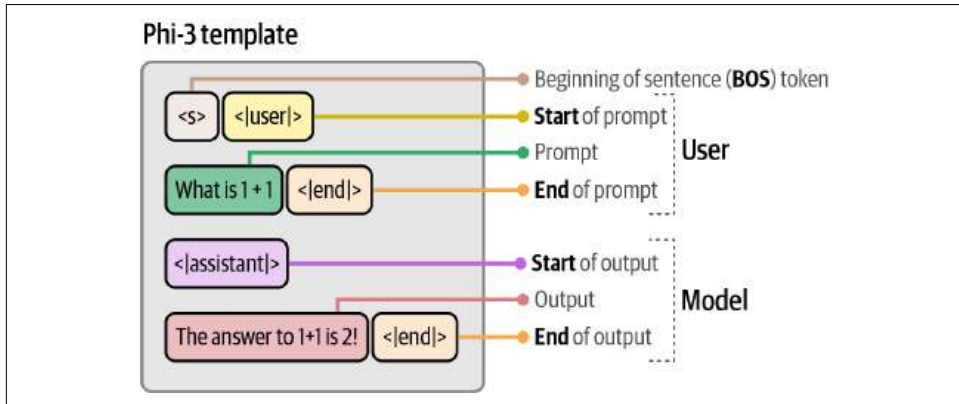 Phi-3 template
Beginning of sentence (BOS) token
<s> <|user|> Start of prompt
Prompt
User
What is 1 + 1 <|end|> End of prompt
<|assistant|> Start of output
Output
Model
The answer to 1+1 is 2! <|end|> End of output